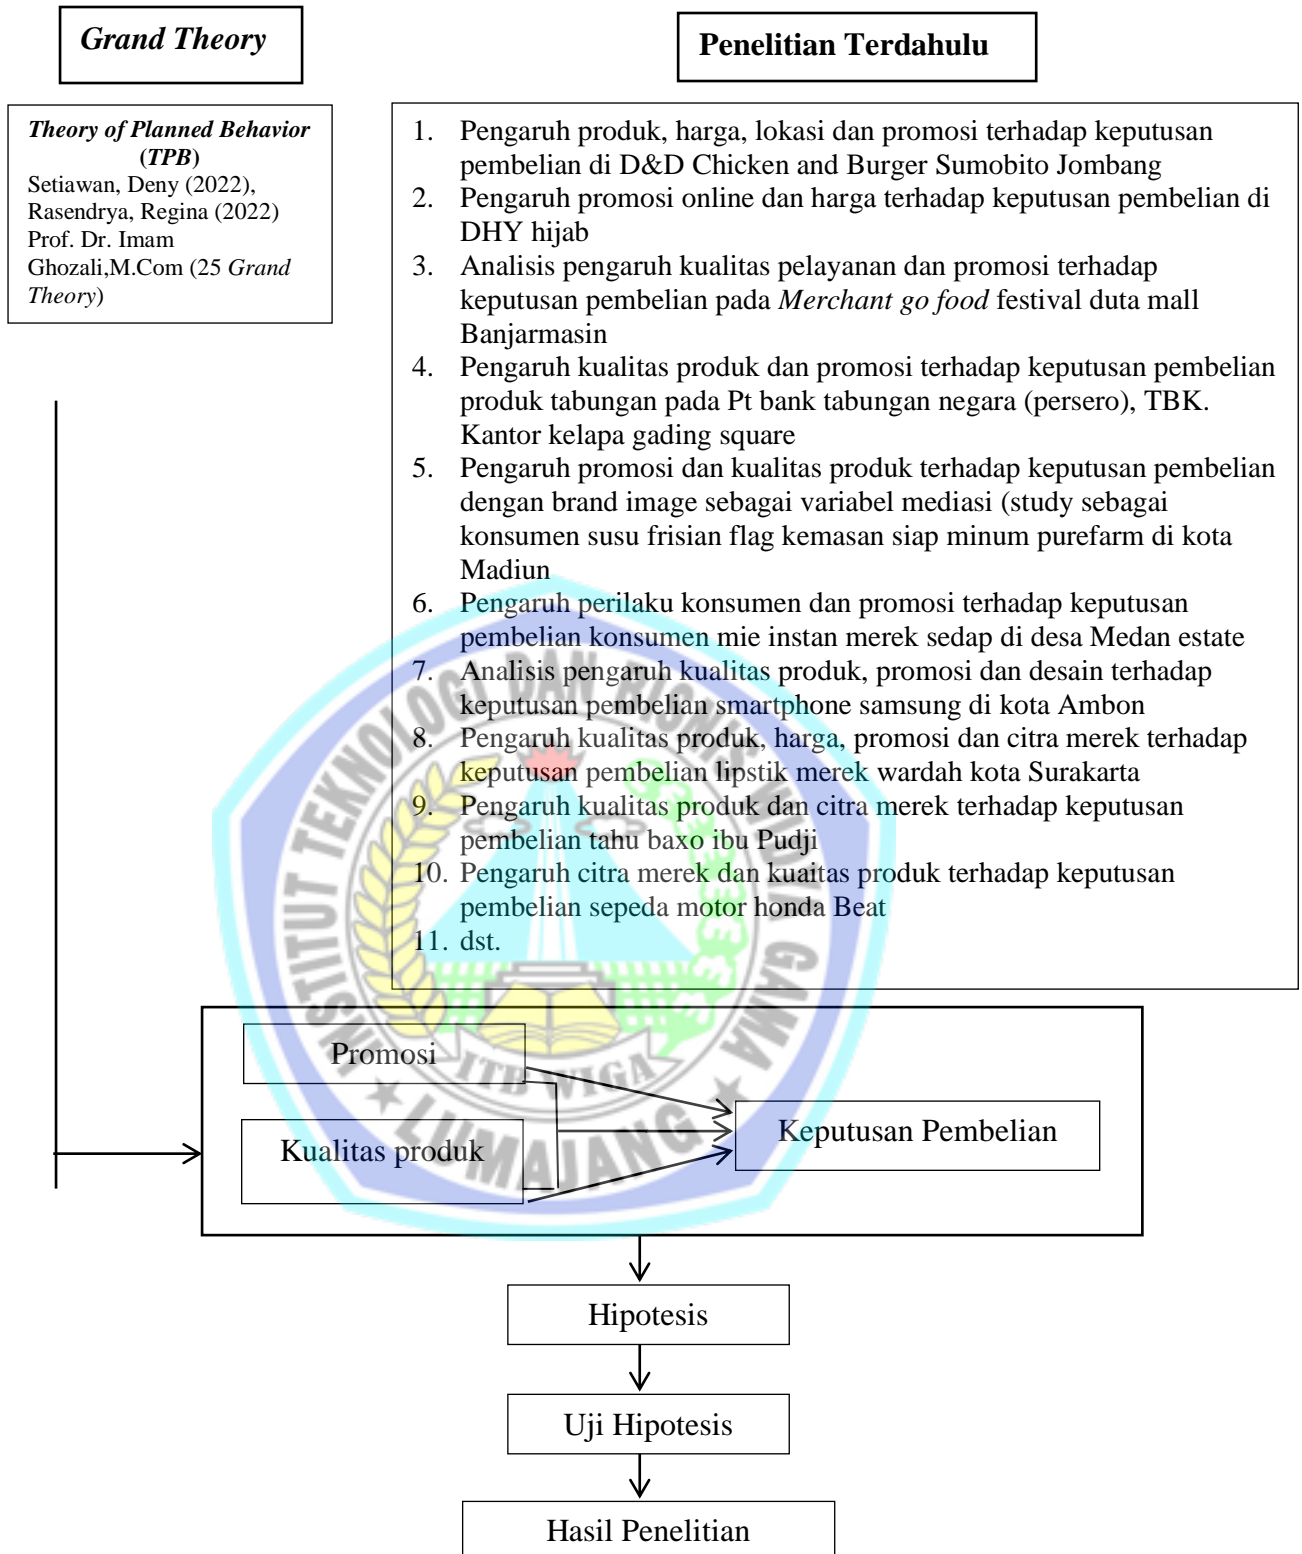 Grand Theory
Penelitian Terdahulu
Theory of Planned Behavior
(TPB)
Setiawan, Deny (2022),
Rasendrya, Regina (2022)
Prof. Dr. Imam
Ghozali,M.Com (25 Grand
Theory)
1. Pengaruh produk, harga, lokasi dan promosi terhadap keputusan
pembelian di D&D Chicken and Burger Sumobito Jombang
2. Pengaruh promosi online dan harga terhadap keputusan pembelian di
DHY hijab
3. Analisis pengaruh kualitas pelayanan dan promosi terhadap
keputusan pembelian pada Merchant go food festival duta mall
Banjarmasin
4. Pengaruh kualitas produk dan promosi terhadap keputusan pembelian
produk tabungan pada Pt bank tabungan negara (persero), TBK.
Kantor kelapa gading square
5. Pengaruh promosi dan kualitas produk terhadap keputusan pembelian
dengan brand image sebagai variabel mediasi (study sebagai
konsumen susu frisian flag kemasan siap minum purefarm di kota
Madiun
6. Pengaruh perilaku konsumen dan promosi terhadap keputusan
pembelian konsumen mie instan merek sedap di desa Medan estate
7. Analisis pengaruh kualitas produk, promosi dan desain terhadap
keputusan pembelian smartphone samsung di kota Ambon
8. Pengaruh kualitas produk, harga, promosi dan citra merek terhadap
keputusan pembelian lipstik merek wardah kota Surakarta
9. Pengaruh kualitas produk dan citra merek terhadap keputusan
pembelian tahu baxo ibu Pudji
10. Pengaruh citra merek dan kuaitas produk terhadap keputusan
pembelian sepeda motor honda Beat
11. dst.
INSTITUT TEKNOLOGI DAN BISNIS WIDYA GAMA
ITB WIGA
LUMAJANG
Promosi
Kualitas produk
Keputusan Pembelian
Hipotesis
Uji Hipotesis
Hasil Penelitian